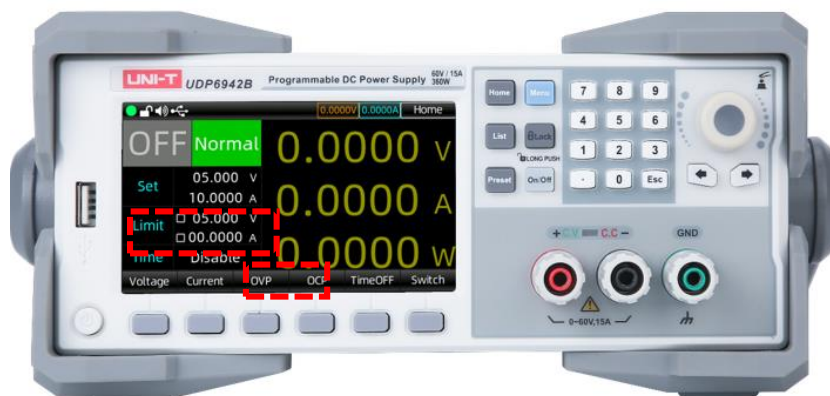 UNI-T UDP6942B Programmable DC Power Supply 60V / 15A 360W
0.0000V 0.0000A Home
OFF Normal 0.0000 V
Set 05.000 V
10.0000 A 0.0000 A
Limit 05.000 V
00.0000 A 0.0000 W
Time Disable
Voltage Current OVP OCP TimeOFF Switch
Home Menu 7 8 9
List Lock 4 5 6
LONG PUSH 1 2 3
Preset On/Off . 0 Esc
+ C.V C.C - GND
0~60V,15A